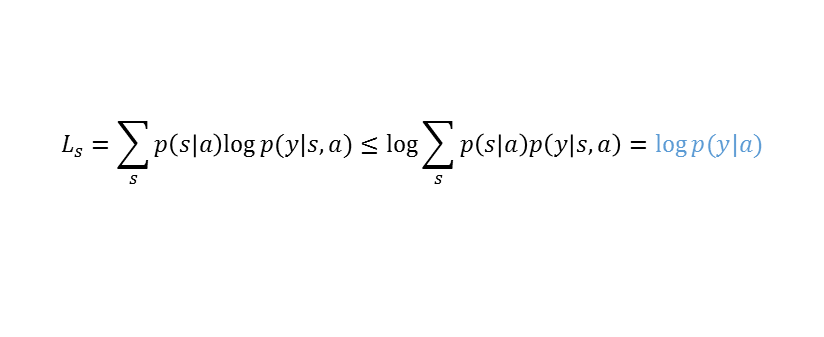 L_s = ∑_s p(s|a)log p(y|s, a) ≤ log ∑_s p(s|a)p(y|s, a) = log p(y|a)